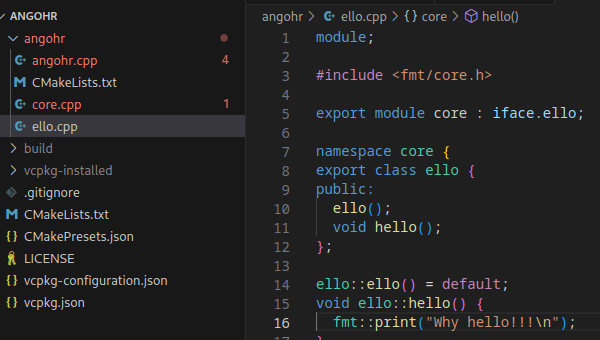 ANGOHR
angohr
angohr.cpp 4
CMakeLists.txt
core.cpp 1
ello.cpp
build
vcpkg-installed
.gitignore
CMakeLists.txt
CMakePresets.json
LICENSE
vcpkg-configuration.json
vcpkg.json
angohr > ello.cpp > {} core > hello()
1 module;
2
3 #include <fmt/core.h>
4
5 export module core : iface.ello;
6
7 namespace core {
8 export class ello {
9 public:
10 ello();
11 void hello();
12 };
13
14 ello::ello() = default;
15 void ello::hello() {
16 fmt::print("Why hello!!!\n");
17 }